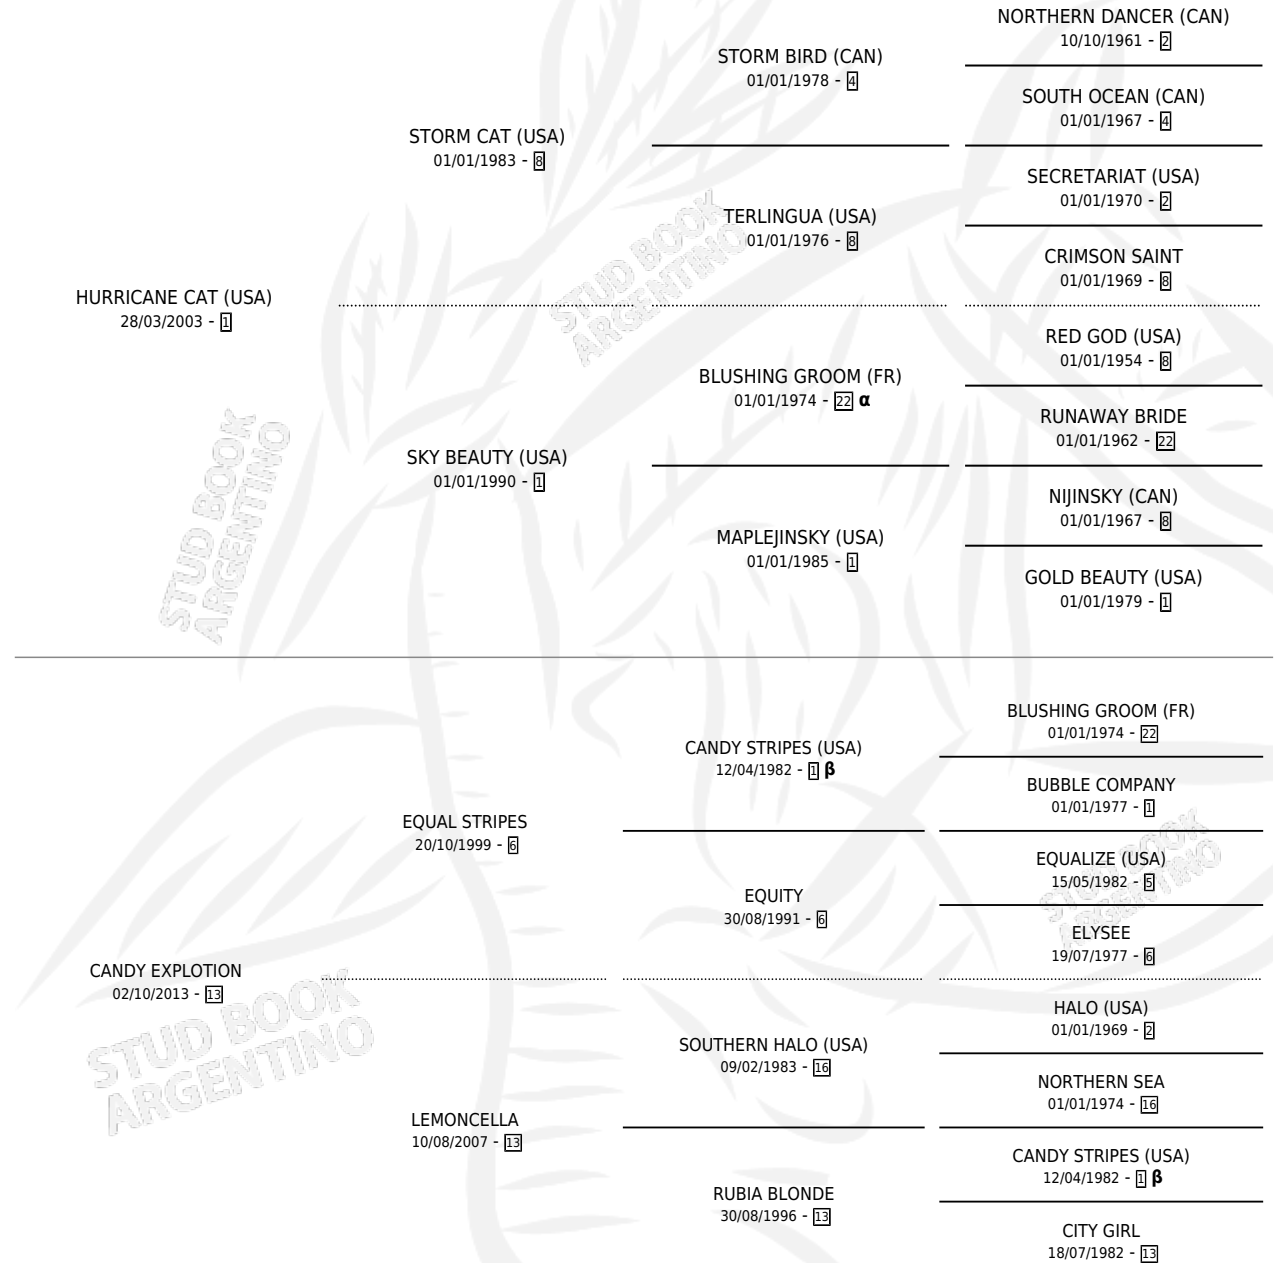 NORTHERN DANCER (CAN)
10/10/1961 - 2
STORM BIRD (CAN)
01/01/1978 - 4
SOUTH OCEAN (CAN)
01/01/1967 - 4
STORM CAT (USA)
01/01/1983 - 8
SECRETARIAT (USA)
01/01/1970 - 2
TERLINGUA (USA)
01/01/1976 - 8
CRIMSON SAINT
01/01/1969 - 8
HURRICANE CAT (USA)
28/03/2003 - 1
RED GOD (USA)
01/01/1954 - 8
BLUSHING GROOM (FR)
01/01/1974 - 22 α
RUNAWAY BRIDE
01/01/1962 - 22
SKY BEAUTY (USA)
01/01/1990 - 1
NIJINSKY (CAN)
01/01/1967 - 8
MAPLEJINSKY (USA)
01/01/1985 - 1
GOLD BEAUTY (USA)
01/01/1979 - 1
BLUSHING GROOM (FR)
01/01/1974 - 22
CANDY STRIPES (USA)
12/04/1982 - 1 β
BUBBLE COMPANY
01/01/1977 - 1
EQUAL STRIPES
20/10/1999 - 6
EQUALIZE (USA)
15/05/1982 - 5
EQUITY
30/08/1991 - 6
ELYSEE
19/07/1977 - 6
CANDY EXPLOTION
02/10/2013 - 13
HALO (USA)
01/01/1969 - 2
SOUTHERN HALO (USA)
09/02/1983 - 16
NORTHERN SEA
01/01/1974 - 16
LEMONCELLA
10/08/2007 - 13
CANDY STRIPES (USA)
12/04/1982 - 1 β
RUBIA BLONDE
30/08/1996 - 13
CITY GIRL
18/07/1982 - 13
STUD BOOK
ARGENTINO
STUD BOOK
ARGENTINO
STUD BOOK
ARGENTINO
STUD BOOK
ARGENTINO